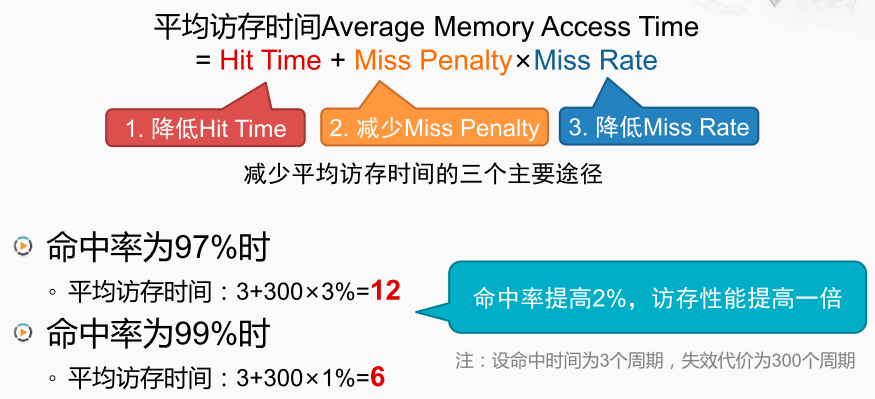 平均访存时间Average Memory Access Time
= Hit Time + Miss Penalty×Miss Rate
1. 降低Hit Time
2. 减少Miss Penalty
3. 降低Miss Rate
减少平均访存时间的三个主要途径
命中率为97%时
平均访存时间：3+300×3%=12
命中率为99%时
平均访存时间：3+300×1%=6
命中率提高2%，访存性能提高一倍
注：设命中时间为3个周期，失效代价为300个周期